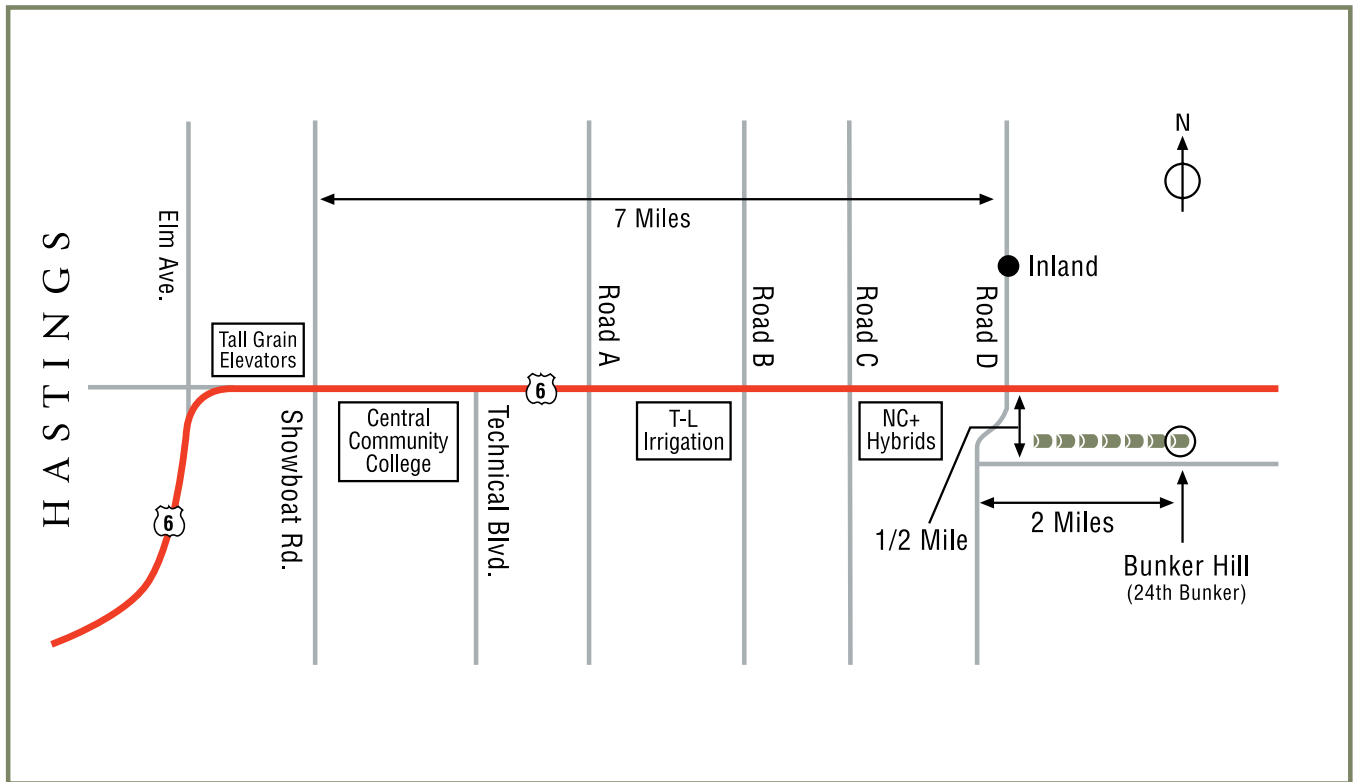 N
7 Miles
HASTINGS
Elm Ave.
Inland
Road A
Road B
Road C
Road D
Tall Grain
Elevators
6
Showboat Rd.
Central
Community
College
Technical Blvd.
T-L
Irrigation
NC+
Hybrids
6
1/2 Mile
2 Miles
Bunker Hill
(24th Bunker)